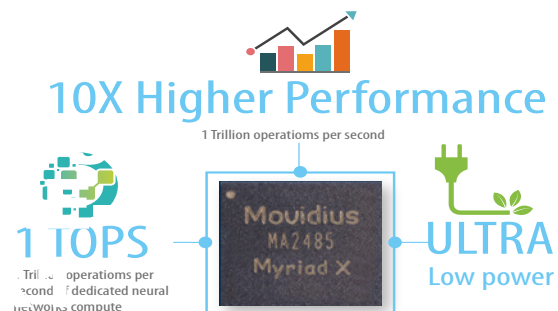 10X Higher Performance
1 Trillion operatioms per second
1 TOPS
operatioms per
of dedicated neural
networks compute
Movidius
MA2485
Myriad X
ULTRA
Low power